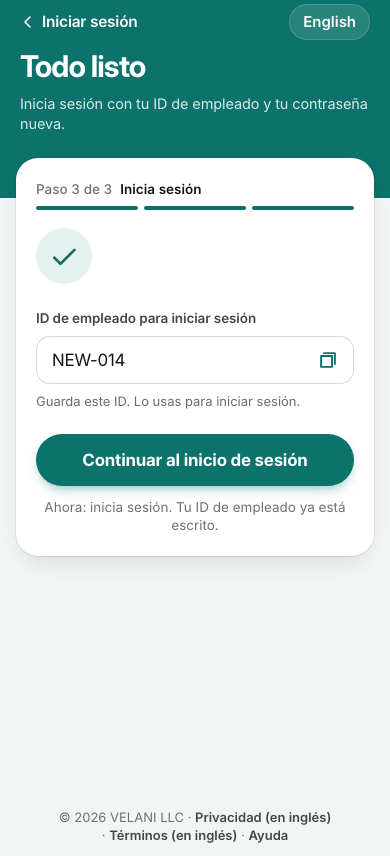 Iniciar sesión
English
Todo listo
Inicia sesión con tu ID de empleado y tu contraseña
nueva.
Paso 3 de 3 Inicia sesión
ID de empleado para iniciar sesión
NEW-014
Guarda este ID. Lo usas para iniciar sesión.
Continuar al inicio de sesión
Ahora: inicia sesión. Tu ID de empleado ya está
escrito.
© 2026 VELANI LLC · Privacidad (en inglés)
· Términos (en inglés) · Ayuda